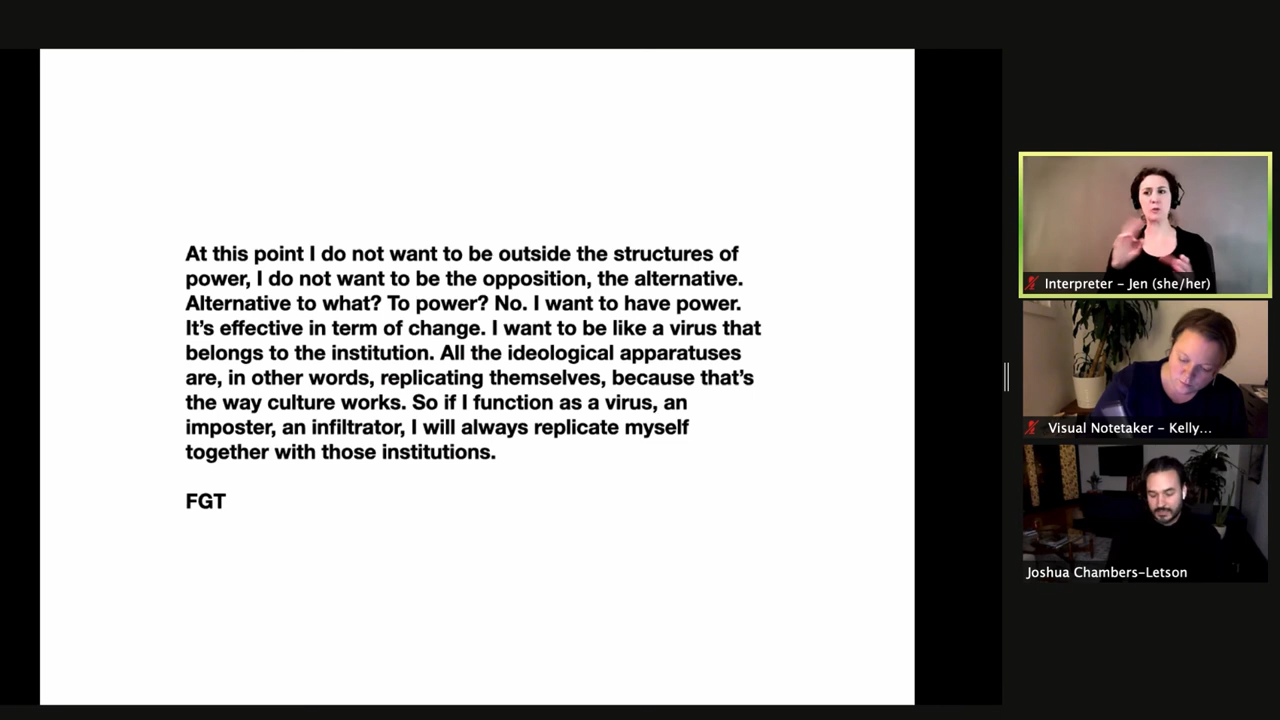 At this point I do not want to be outside the structures of
power, I do not want to be the opposition, the alternative.
Alternative to what? To power? No. I want to have power.
It’s effective in term of change. I want to be like a virus that
belongs to the institution. All the ideological apparatuses
are, in other words, replicating themselves, because that’s
the way culture works. So if I function as a virus, an
imposter, an infiltrator, I will always replicate myself
together with those institutions.
FGT
Interpreter – Jen (she/her)
Visual Notetaker – Kelly...
Joshua Chambers-Letson